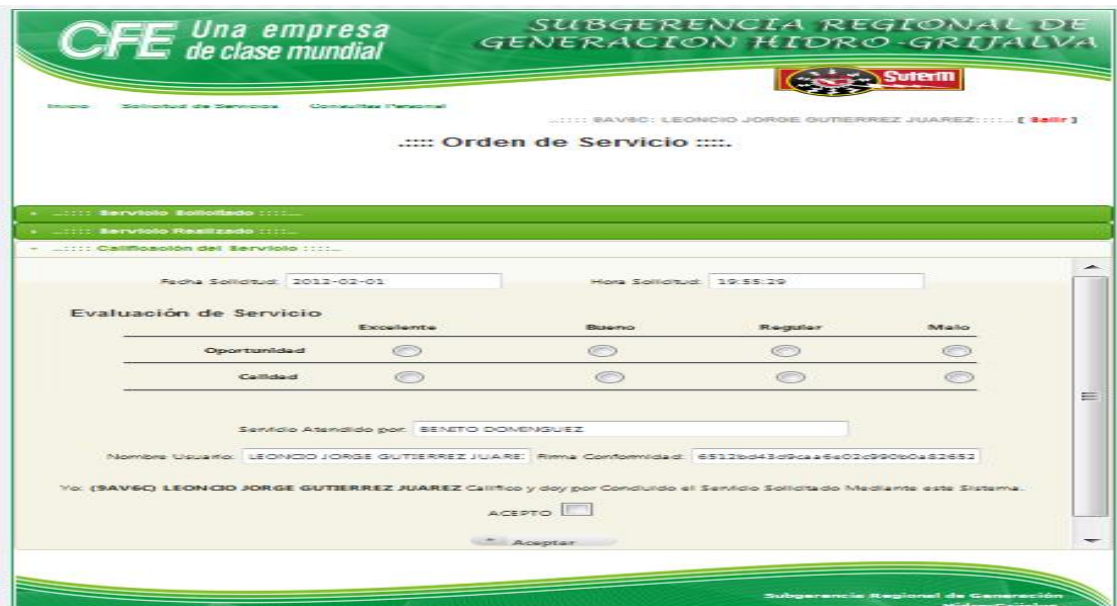 CFE Una empresa de clase mundial
SUBGERENCIA REGIONAL DE
GENERACION HIDRO-GRIJALVA
Suterm
Inicio Solicitud de Servicios Consultas Personal
..:::: 9AV6C: LEONCIO JORGE GUTIERREZ JUAREZ::::.. [ Salir ]
.:::: Orden de Servicio ::::.
..:::: Servicio Solicitado ::::..
..:::: Servicio Realizado ::::..
..:::: Calificación del Servicio ::::..
Fecha Solicitud: 2012-02-01 Hora Solicitud: 19:55:29
Evaluación de Servicio
Excelente Bueno Regular Malo
Oportunidad
Calidad
Servicio Atendido por: BENITO DOMINGUEZ
Nombre Usuario: LEONCIO JORGE GUTIERREZ JUARE: Firma Conformidad: 6512bd43d9caa6e02c990b0a82652
Yo: (9AV6C) LEONCIO JORGE GUTIERREZ JUAREZ Califico y doy por Concluido el Servicio Solicitado Mediante este Sistema.
ACEPTO
Aceptar
Subgerencia Regional de Generación